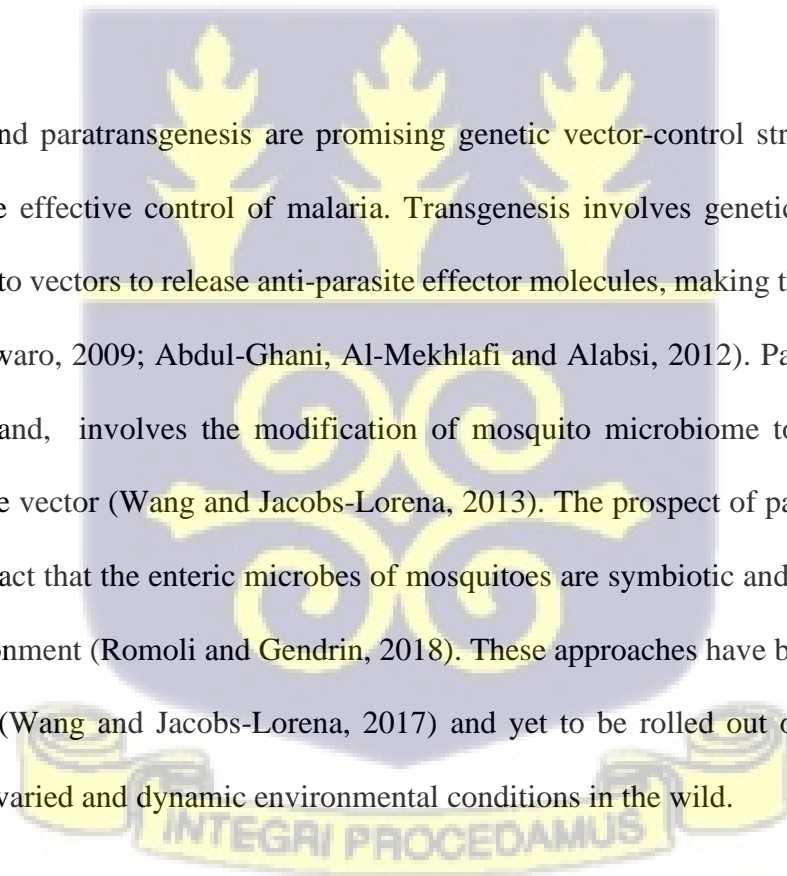 nd paratransgenesis are promising genetic vector-control str
e effective control of malaria. Transgenesis involves genetic
to vectors to release anti-parasite effector molecules, making t
waro, 2009; Abdul-Ghani, Al-Mekhlafi and Alabsi, 2012). Pa
and, involves the modification of mosquito microbiome to
e vector (Wang and Jacobs-Lorena, 2013). The prospect of pa
act that the enteric microbes of mosquitoes are symbiotic and
onment (Romoli and Gendrin, 2018). These approaches have b
(Wang and Jacobs-Lorena, 2017) and yet to be rolled out o
varied and dynamic environmental conditions in the wild.
INTEGRI PROCEDAMUS